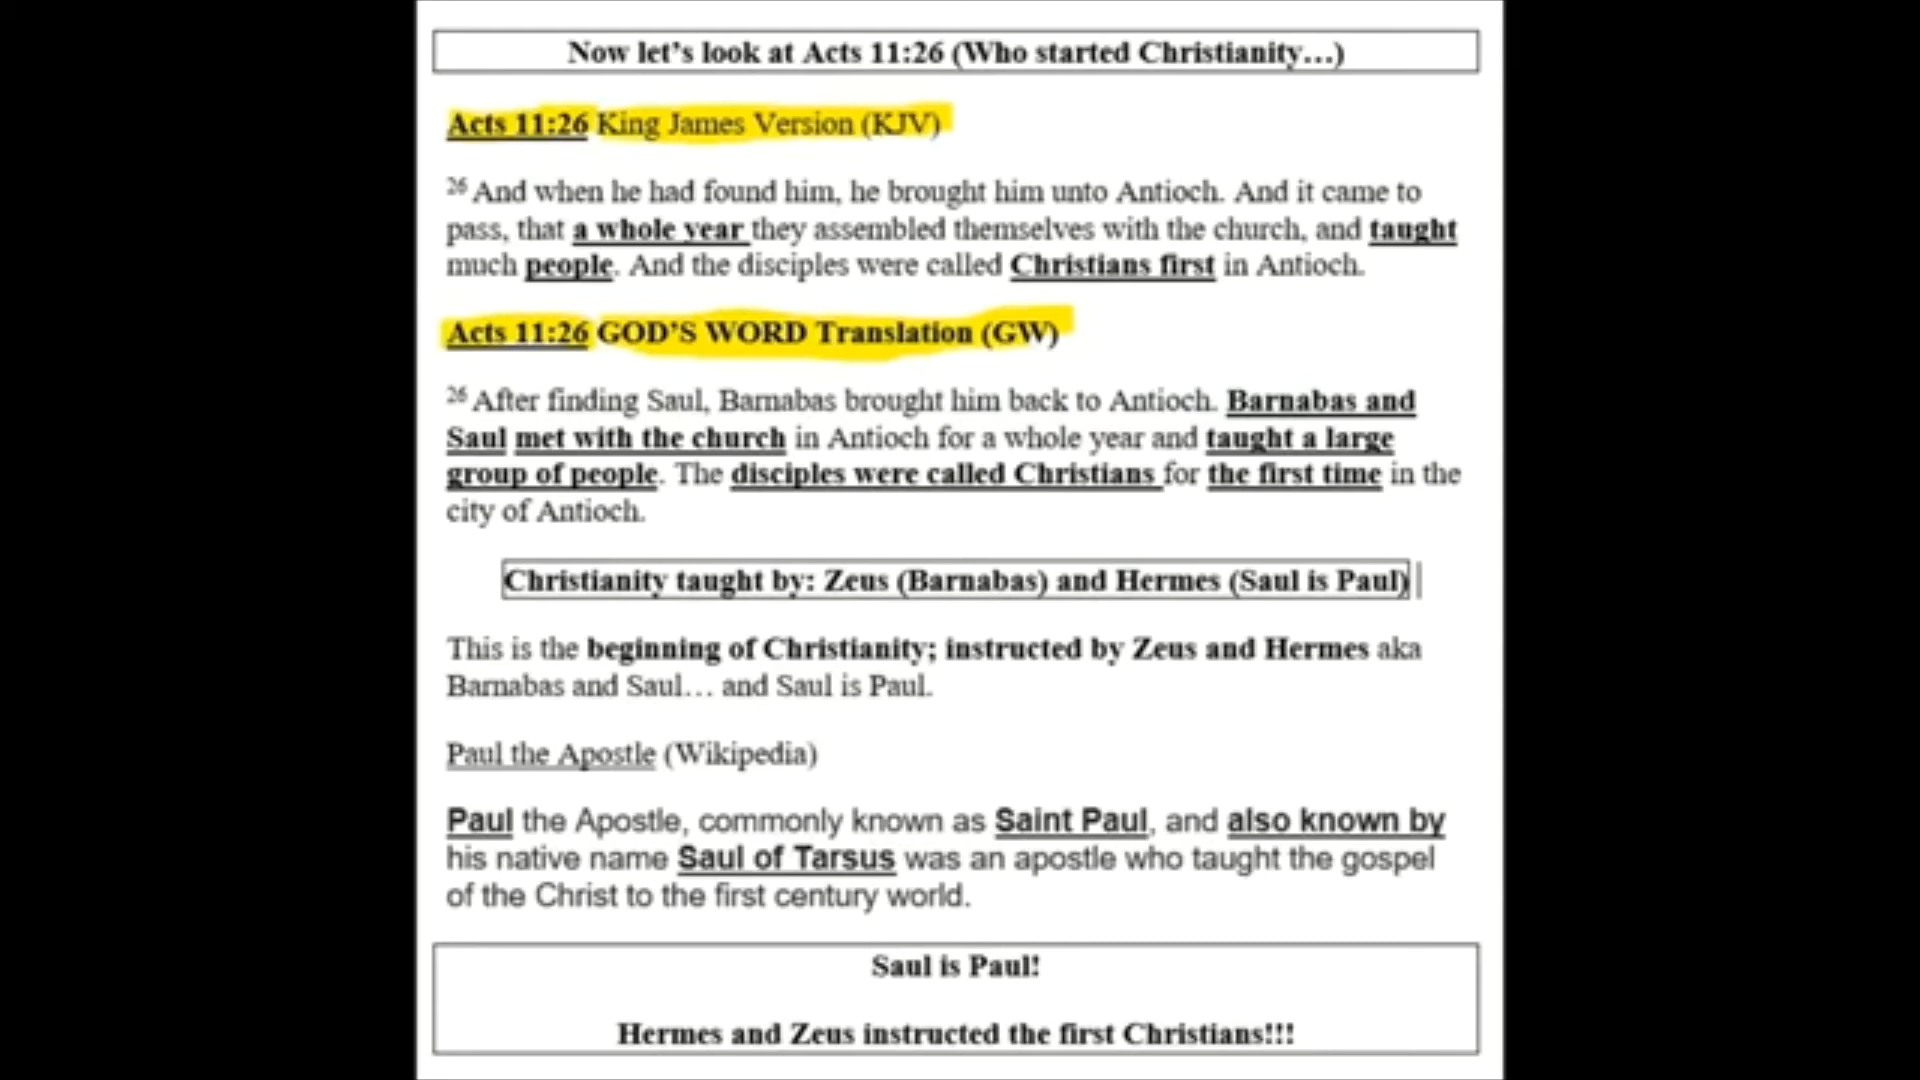 Now let's look at Acts 11:26 (Who started Christianity…)
Acts 11:26 King James Version (KJV)
26 And when he had found him, he brought him unto Antioch. And it came to
pass, that a whole year they assembled themselves with the church, and taught
much people. And the disciples were called Christians first in Antioch.
Acts 11:26 GOD'S WORD Translation (GW)
26 After finding Saul, Barnabas brought him back to Antioch. Barnabas and
Saul met with the church in Antioch for a whole year and taught a large
group of people. The disciples were called Christians for the first time in the
city of Antioch.
Christianity taught by: Zeus (Barnabas) and Hermes (Saul is Paul)
This is the beginning of Christianity; instructed by Zeus and Hermes aka
Barnabas and Saul… and Saul is Paul.
Paul the Apostle (Wikipedia)
Paul the Apostle, commonly known as Saint Paul, and also known by
his native name Saul of Tarsus was an apostle who taught the gospel
of the Christ to the first century world.
Saul is Paul!
Hermes and Zeus instructed the first Christians!!!